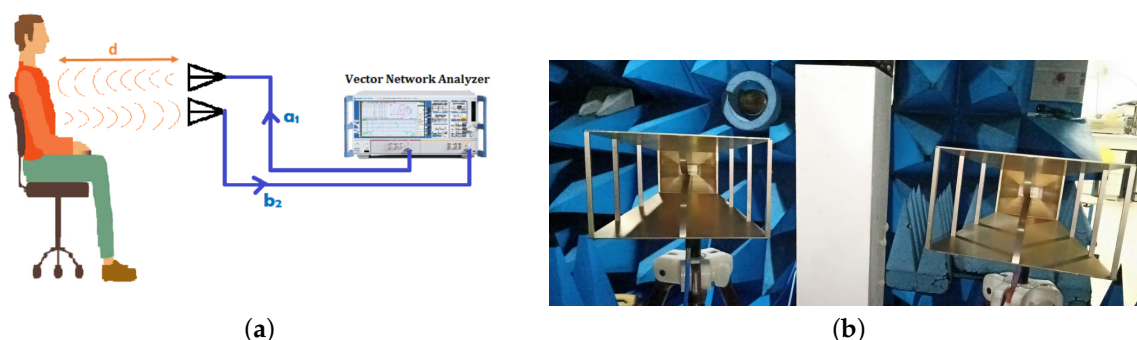 d
Vector Network Analyzer
a₁
b₂
(a)
(b)